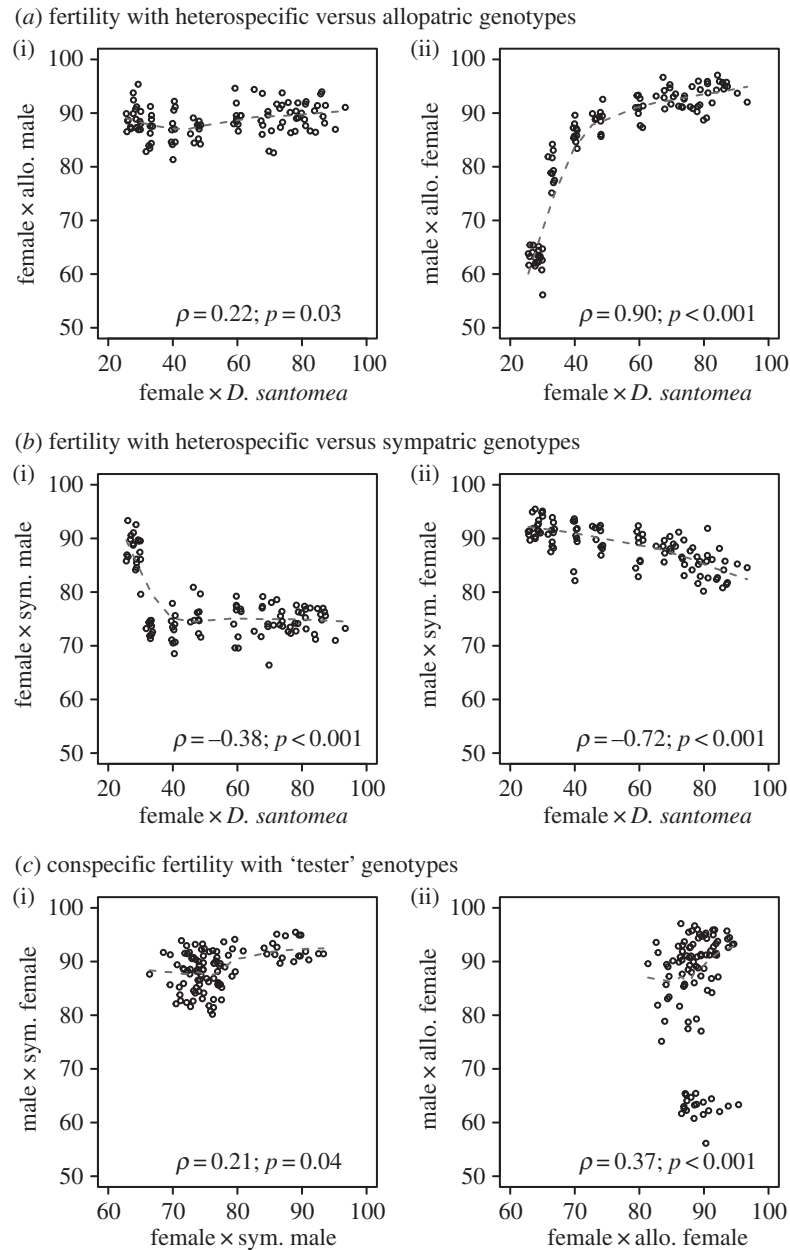 (a) fertility with heterospecific versus allopatric genotypes
(i)
100
90
80
70
60
50
female × allo. male
ρ = 0.22; p = 0.03
20 40 60 80 100
female × D. santomea
(ii)
100
90
80
70
60
50
male × allo. female
ρ = 0.90; p < 0.001
20 40 60 80 100
female × D. santomea
(b) fertility with heterospecific versus sympatric genotypes
(i)
100
90
80
70
60
50
female × sym. male
ρ = –0.38; p < 0.001
20 40 60 80 100
female × D. santomea
(ii)
100
90
80
70
60
50
male × sym. female
ρ = –0.72; p < 0.001
20 40 60 80 100
female × D. santomea
(c) conspecific fertility with ‘tester’ genotypes
(i)
100
90
80
70
60
50
male × sym. female
ρ = 0.21; p = 0.04
60 70 80 90 100
female × sym. male
(ii)
100
90
80
70
60
50
male × allo. female
ρ = 0.37; p < 0.001
60 70 80 90 100
female × allo. female